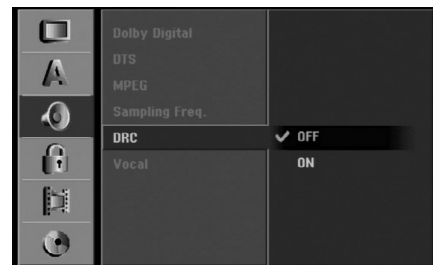 A
Dolby Digital
DTS
MPEG
Sampling Freq.
DRC
OFF
ON
Vocal